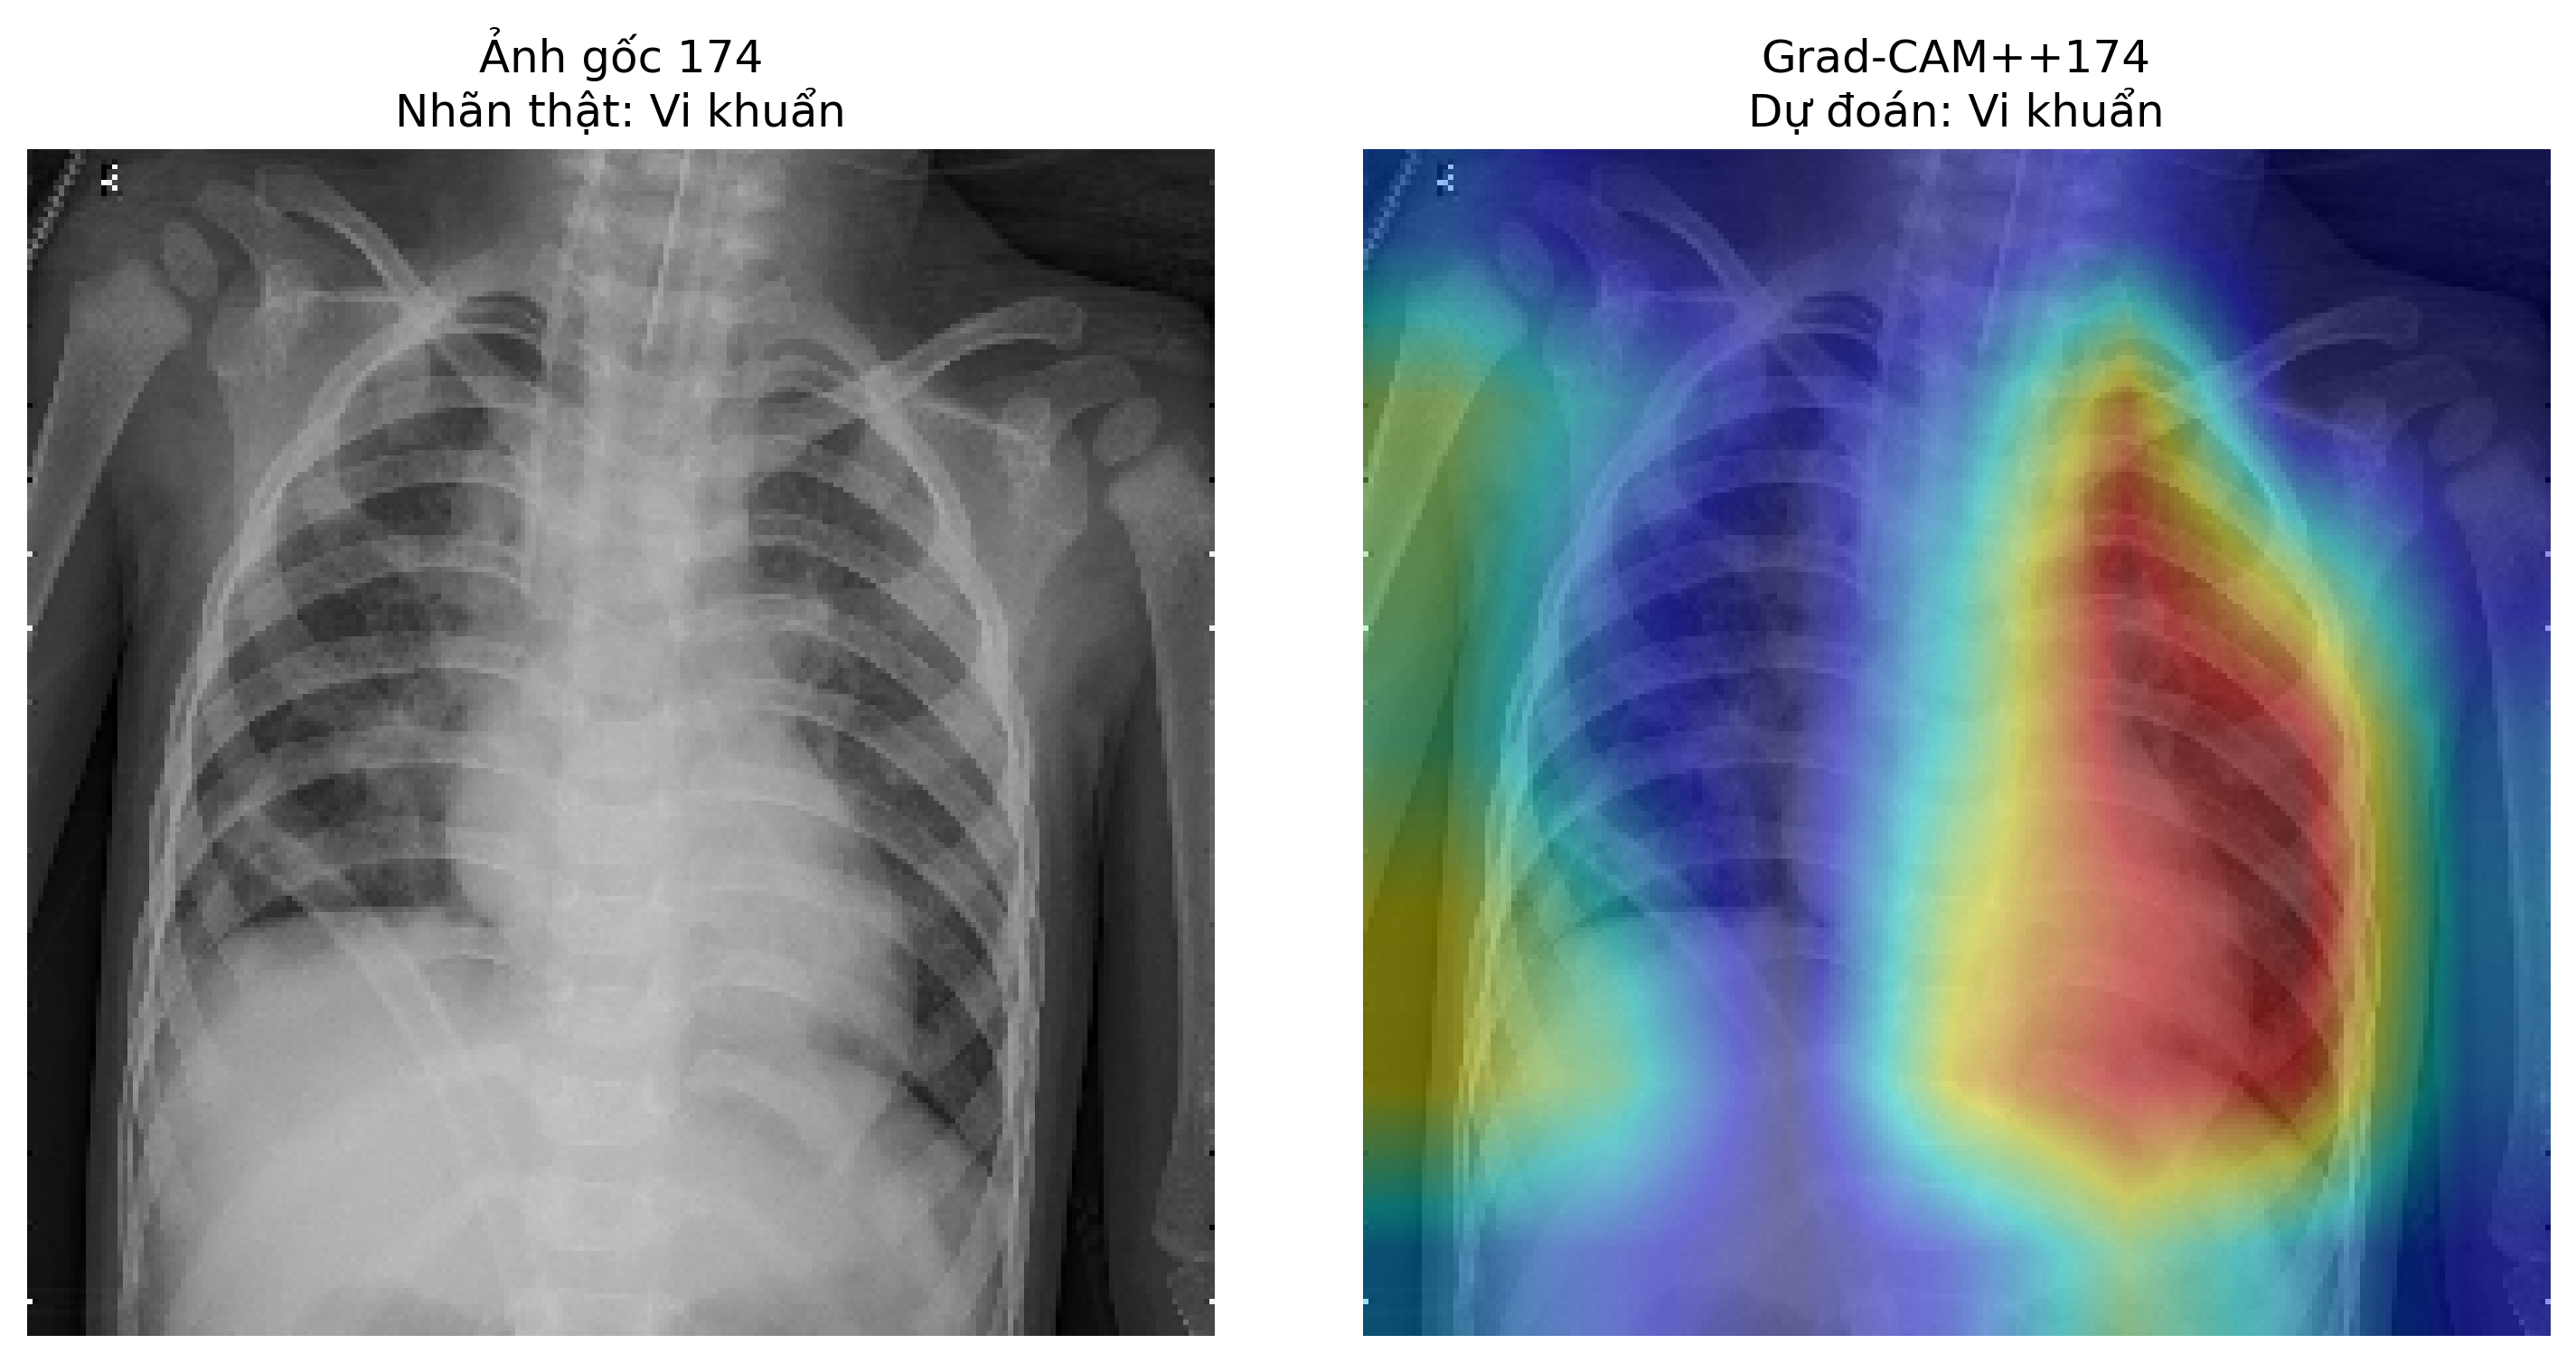 Ảnh gốc 174
Nhãn thật: Vi khuẩn
Grad-CAM++174
Dự đoán: Vi khuẩn